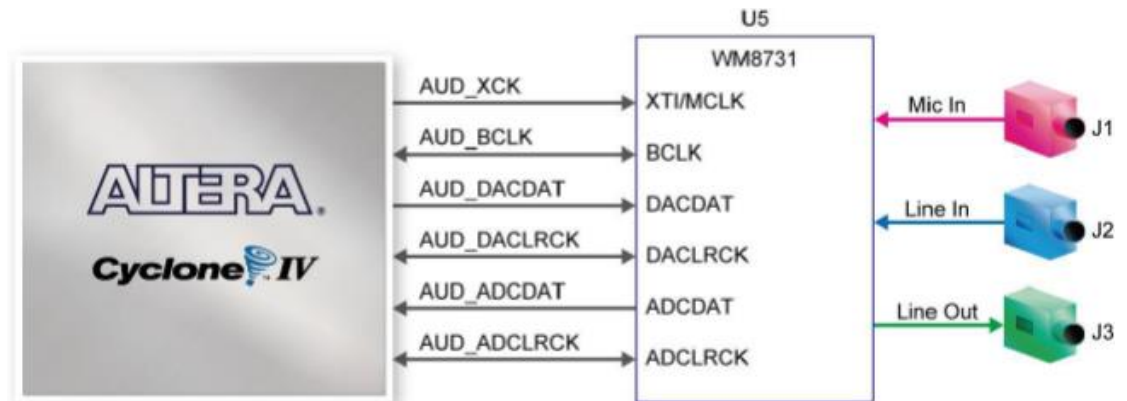 U5
WM8731
AUD_XCK
XTI/MCLK
AUD_BCLK
BCLK
AUD_DACDAT
DACDAT
AUD_DACLRCK
DACLRCK
AUD_ADCDAT
ADCDAT
AUD_ADCLRCK
ADCLRCK
ALTERA.
Cyclone IV
Mic In
J1
Line In
J2
Line Out
J3